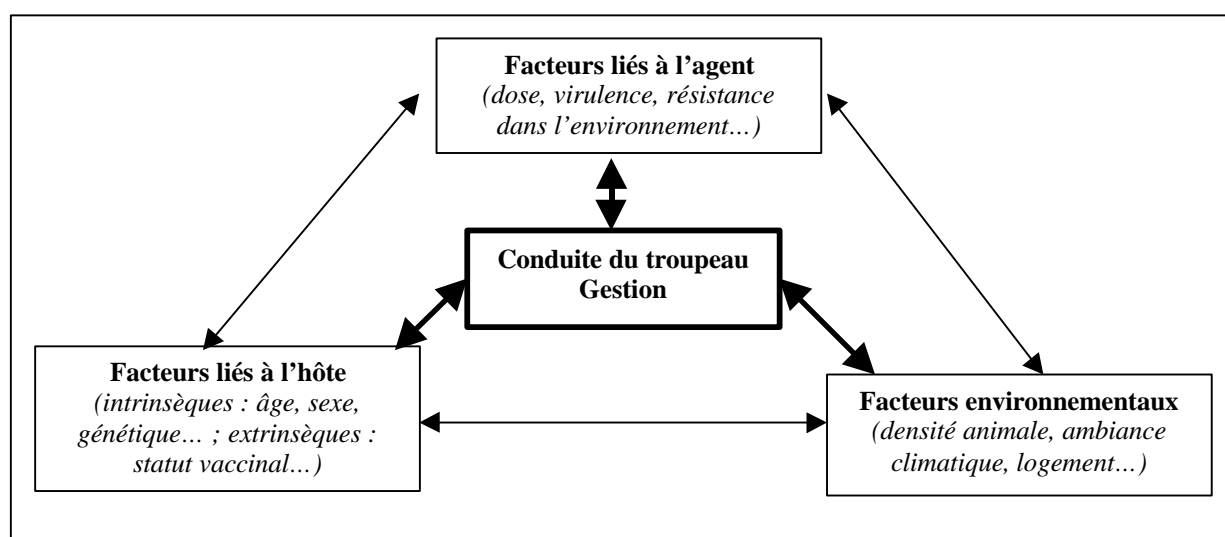 Facteurs liés à l’agent
(dose, virulence, résistance
dans l’environnement…)
Conduite du troupeau
Gestion
Facteurs liés à l’hôte
(intrinsèques : âge, sexe,
génétique… ; extrinsèques :
statut vaccinal…)
Facteurs environnementaux
(densité animale, ambiance
climatique, logement…)